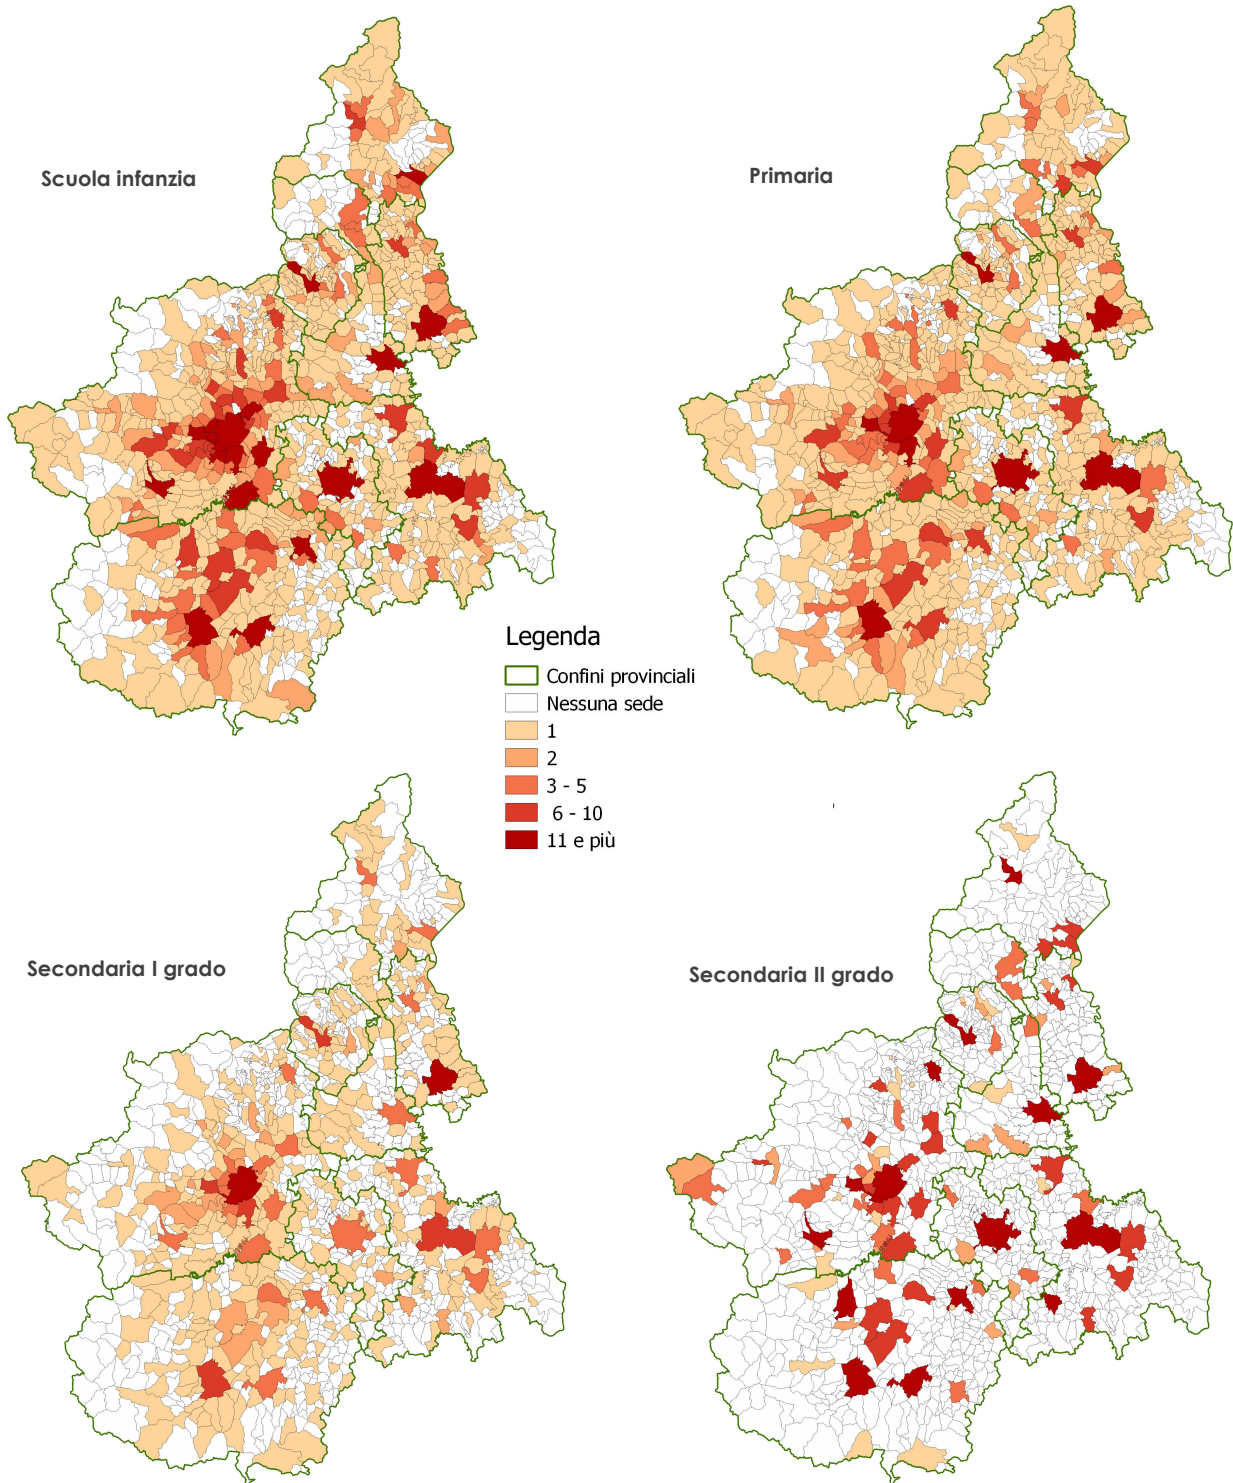 Scuola infanzia
Primaria
Legenda
Confini provinciali
Nessuna sede
1
2
3 - 5
6 - 10
11 e più
Secondaria I grado
Secondaria II grado